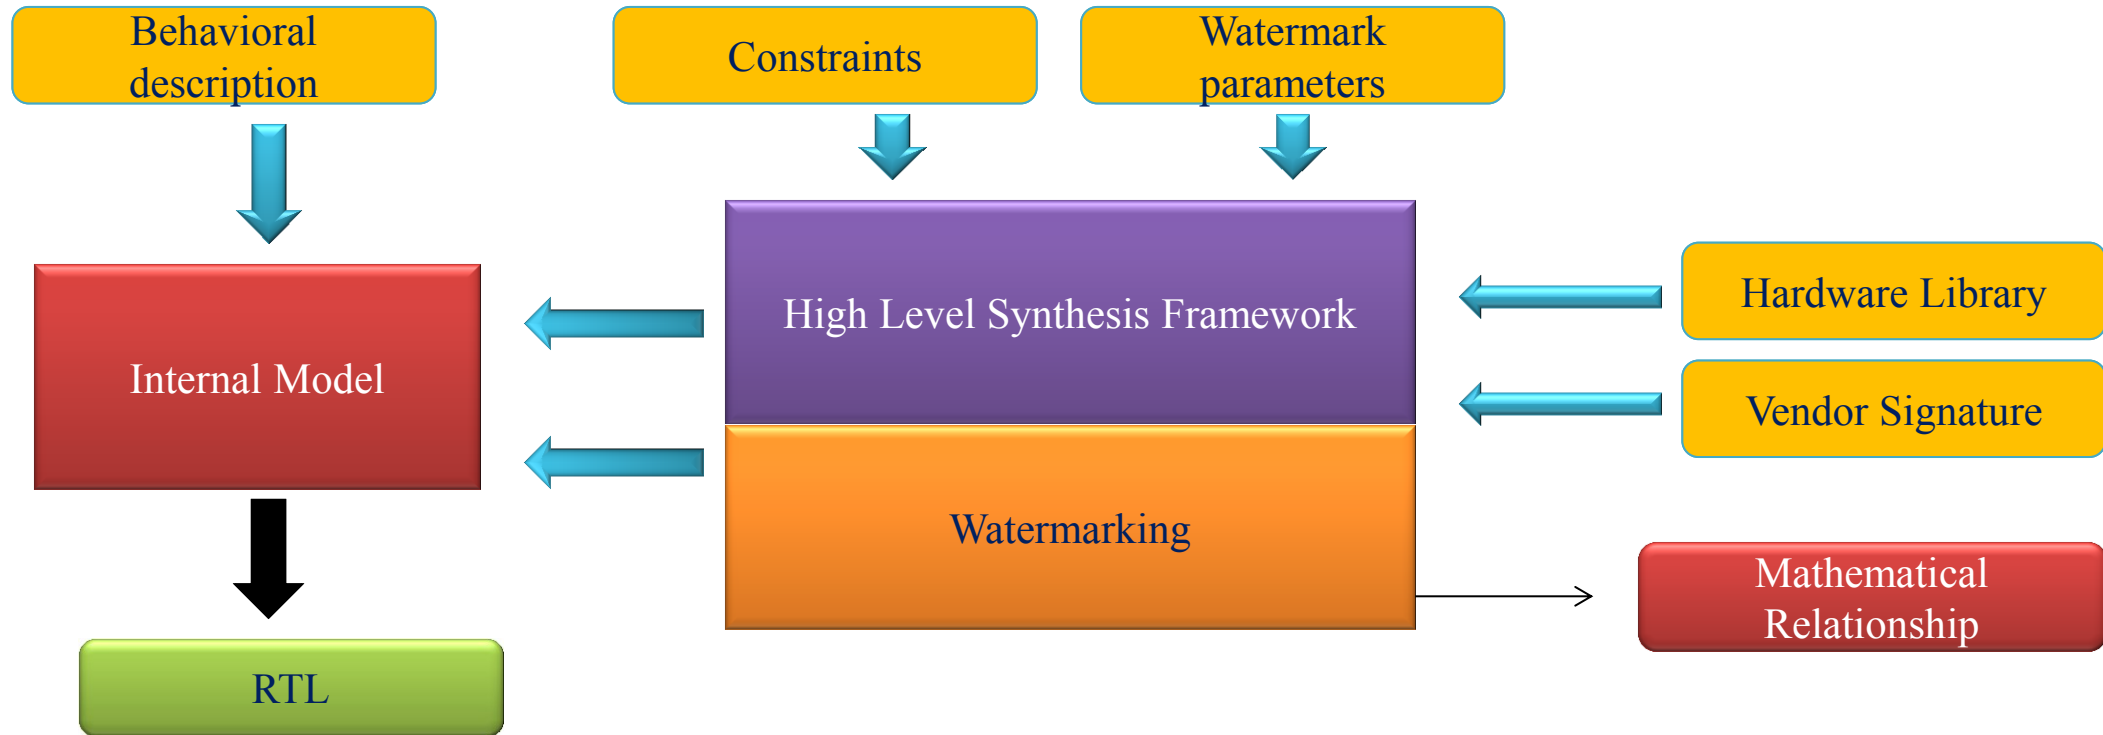 Behavioral
description
Constraints
Watermark
parameters
High Level Synthesis Framework
Hardware Library
Internal Model
Vendor Signature
Watermarking
Mathematical
Relationship
RTL